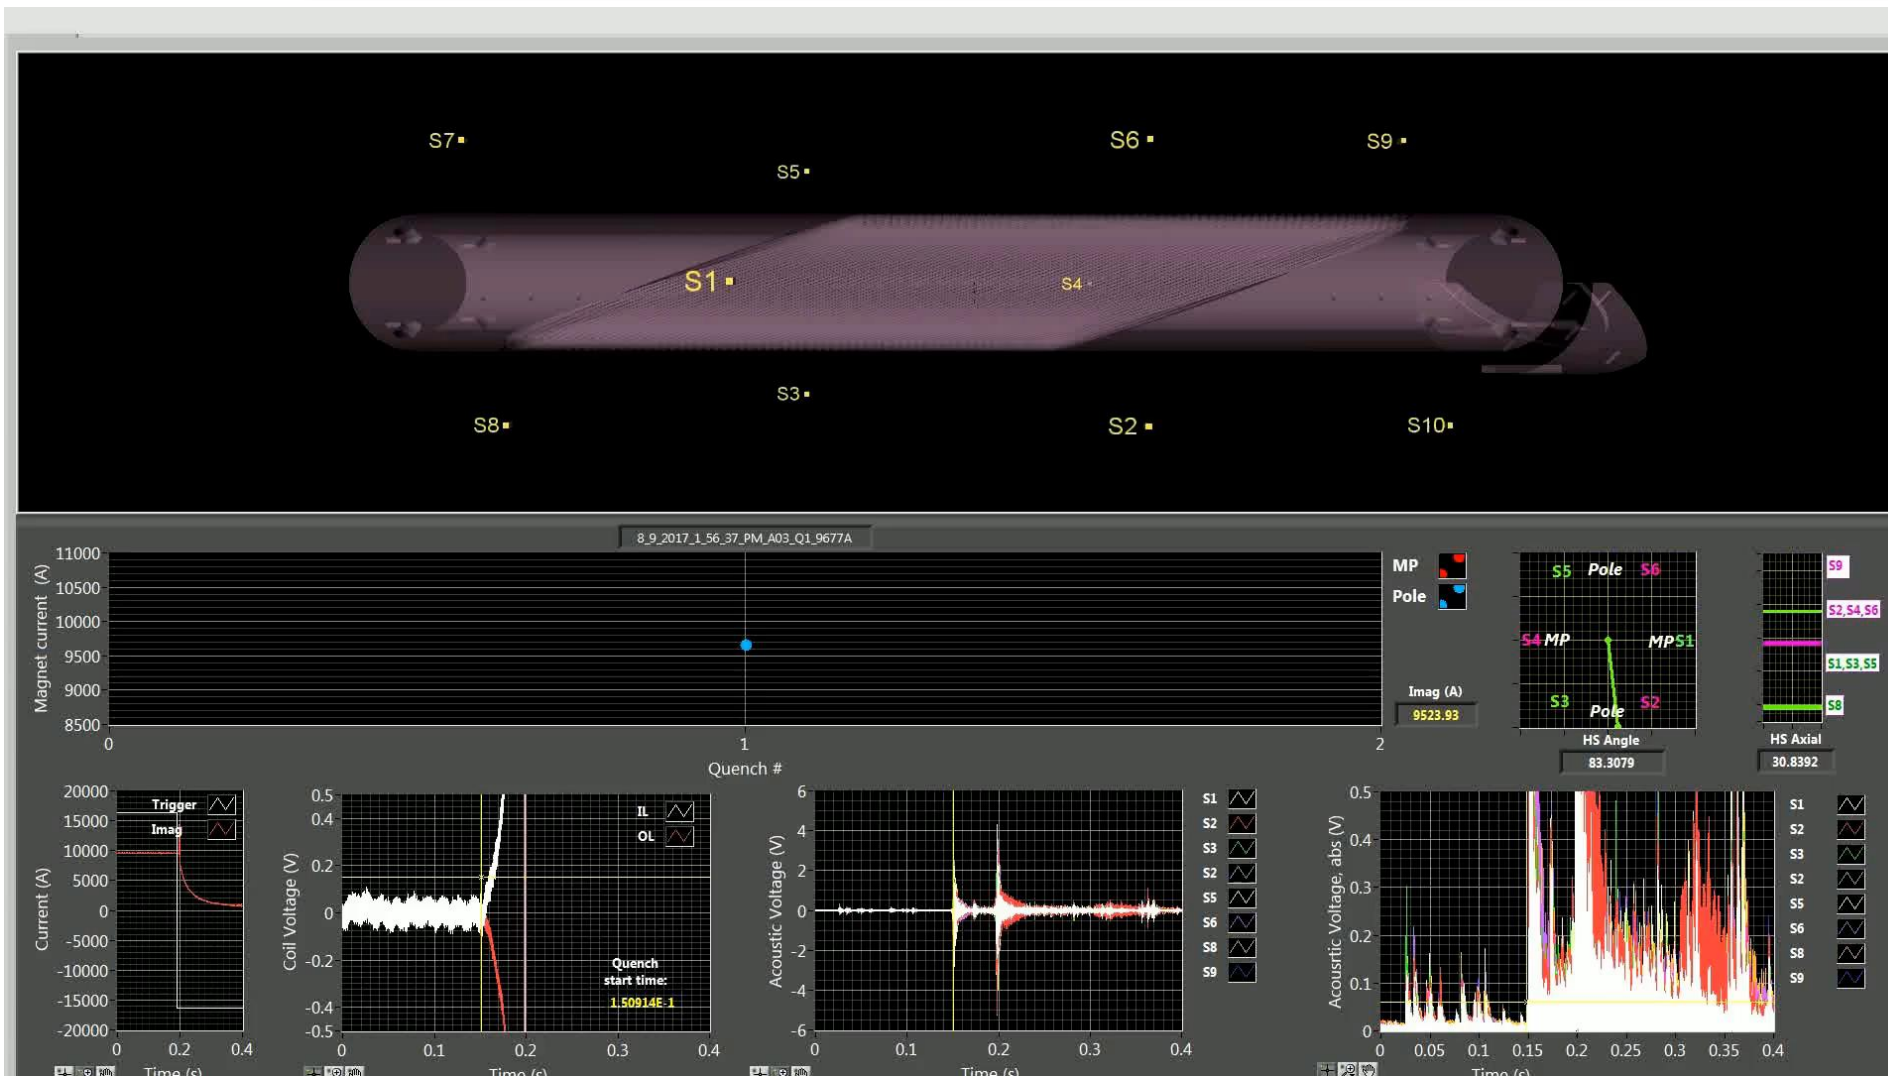 S7
S6
S9
S5
S1
S4
S3
S8
S2
S10
8_9_2017_1_56_37_PM_A03_Q1_9677A
Magnet current (A)
11000
10500
10000
9500
9000
8500
0
1
2
Quench #
MP
Pole
Imag (A)
9523.93
S5 Pole S6
S4 MP MP S1
S3 Pole S2
HS Angle
83.3079
S9
S2,S4,S6
S1,S3,S5
S8
HS Axial
30.8392
Current (A)
20000
15000
10000
5000
0
-5000
-10000
-15000
-20000
Trigger
Imag
0
0.2
0.4
Time (s)
Coil Voltage (V)
0.5
0.4
0.2
0
-0.2
-0.4
-0.5
IL
OL
Quench
start time:
1.50914E-1
0
0.1
0.2
0.3
0.4
Time (s)
Acoustic Voltage (V)
6
4
2
0
-2
-4
-6
0
0.1
0.2
0.3
0.4
Time (s)
S1
S2
S3
S2
S5
S6
S8
S9
Acousrtic Voltage, abs (V)
0.5
0.4
0.3
0.2
0.1
0
0
0.05
0.1
0.15
0.2
0.25
0.3
0.35
0.4
Time (s)
S1
S2
S3
S2
S5
S6
S8
S9